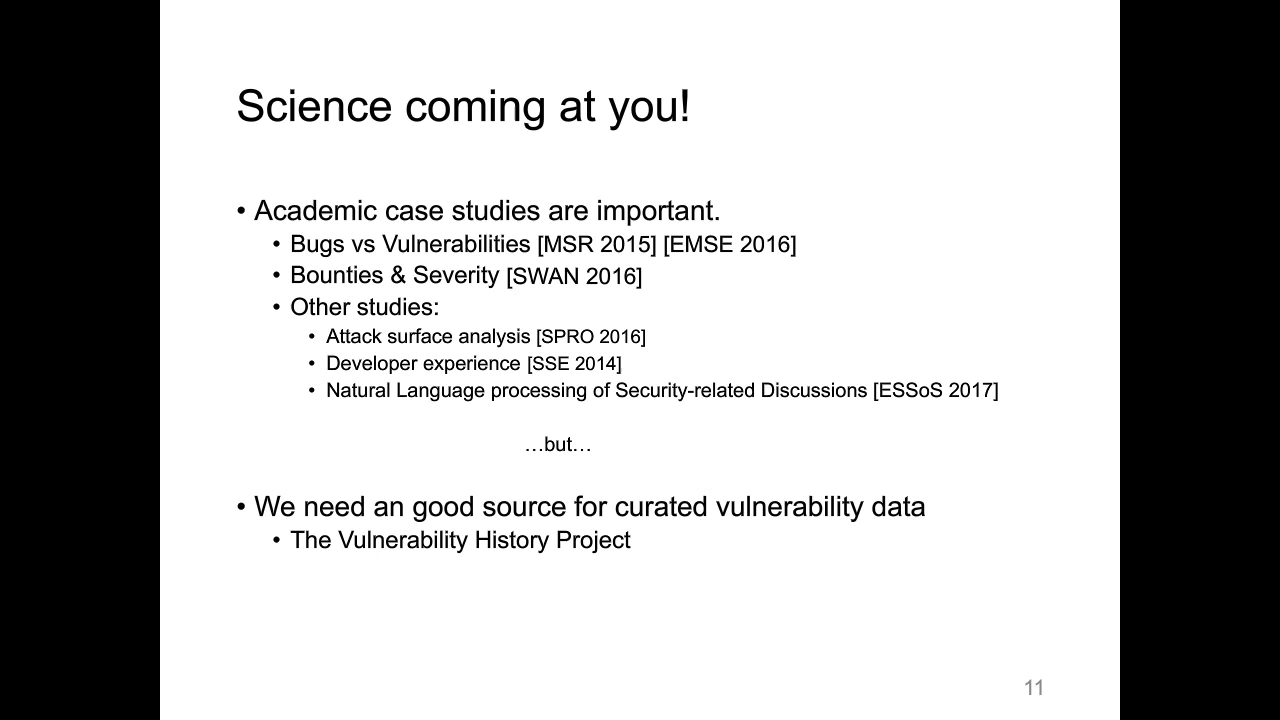 Science coming at you!
• Academic case studies are important.
• Bugs vs Vulnerabilities [MSR 2015] [EMSE 2016]
• Bounties & Severity [SWAN 2016]
• Other studies:
• Attack surface analysis [SPRO 2016]
• Developer experience [SSE 2014]
• Natural Language processing of Security-related Discussions [ESSoS 2017]
…but…
• We need an good source for curated vulnerability data
• The Vulnerability History Project
11